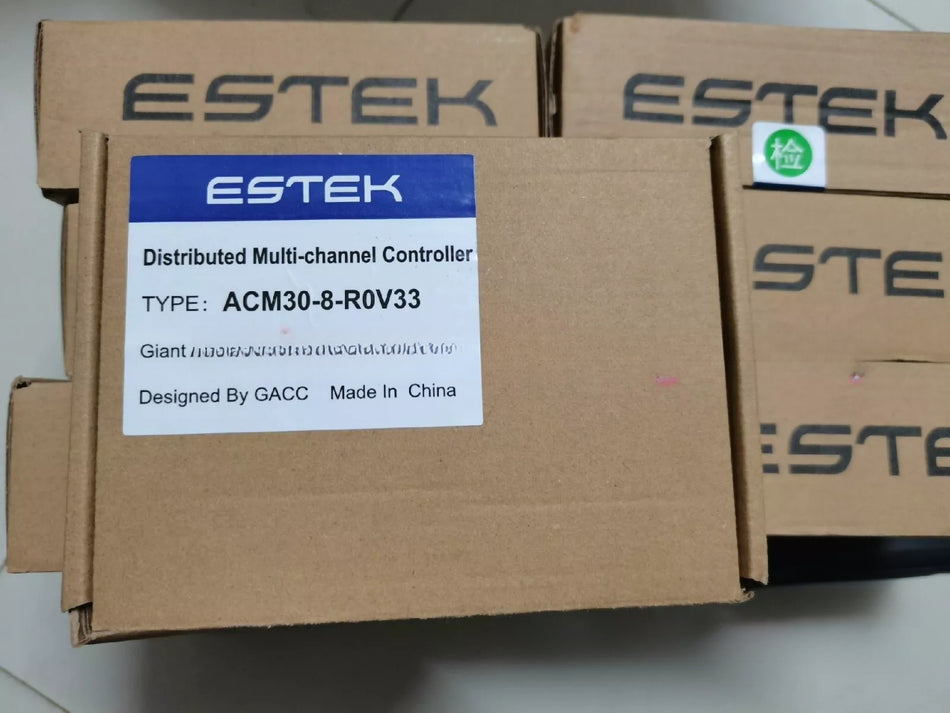 ESTEK
ESTEK
检
ESTEK
Distributed Multi-channel Controller
TYPE: ACM30-8-R0V33
Giant
Designed By GACC Made In China
STE
ESTE